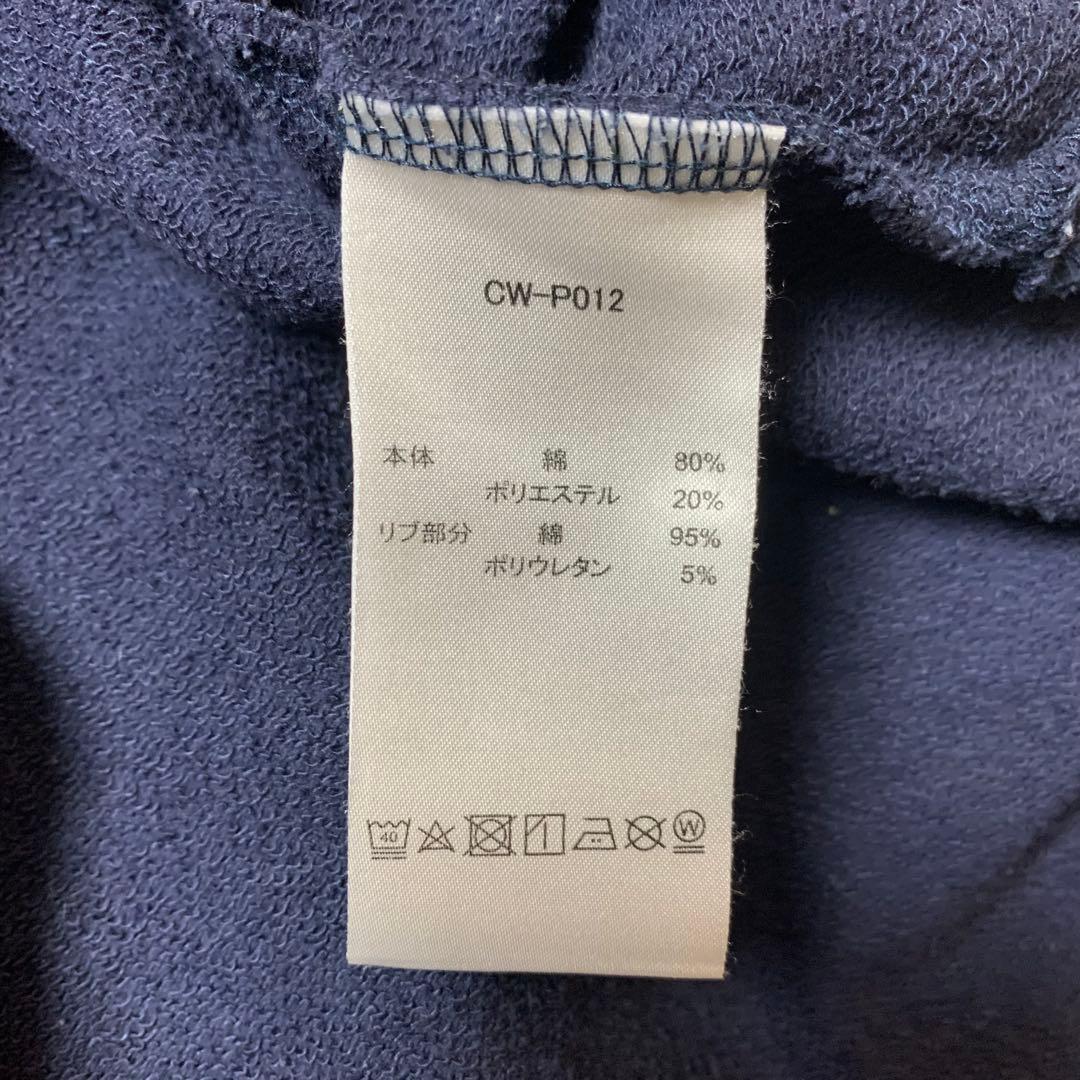 CW-P012
本体 綿 80%
ポリエステル 20%
リブ部分 綿 95%
ポリウレタン 5%
40 W